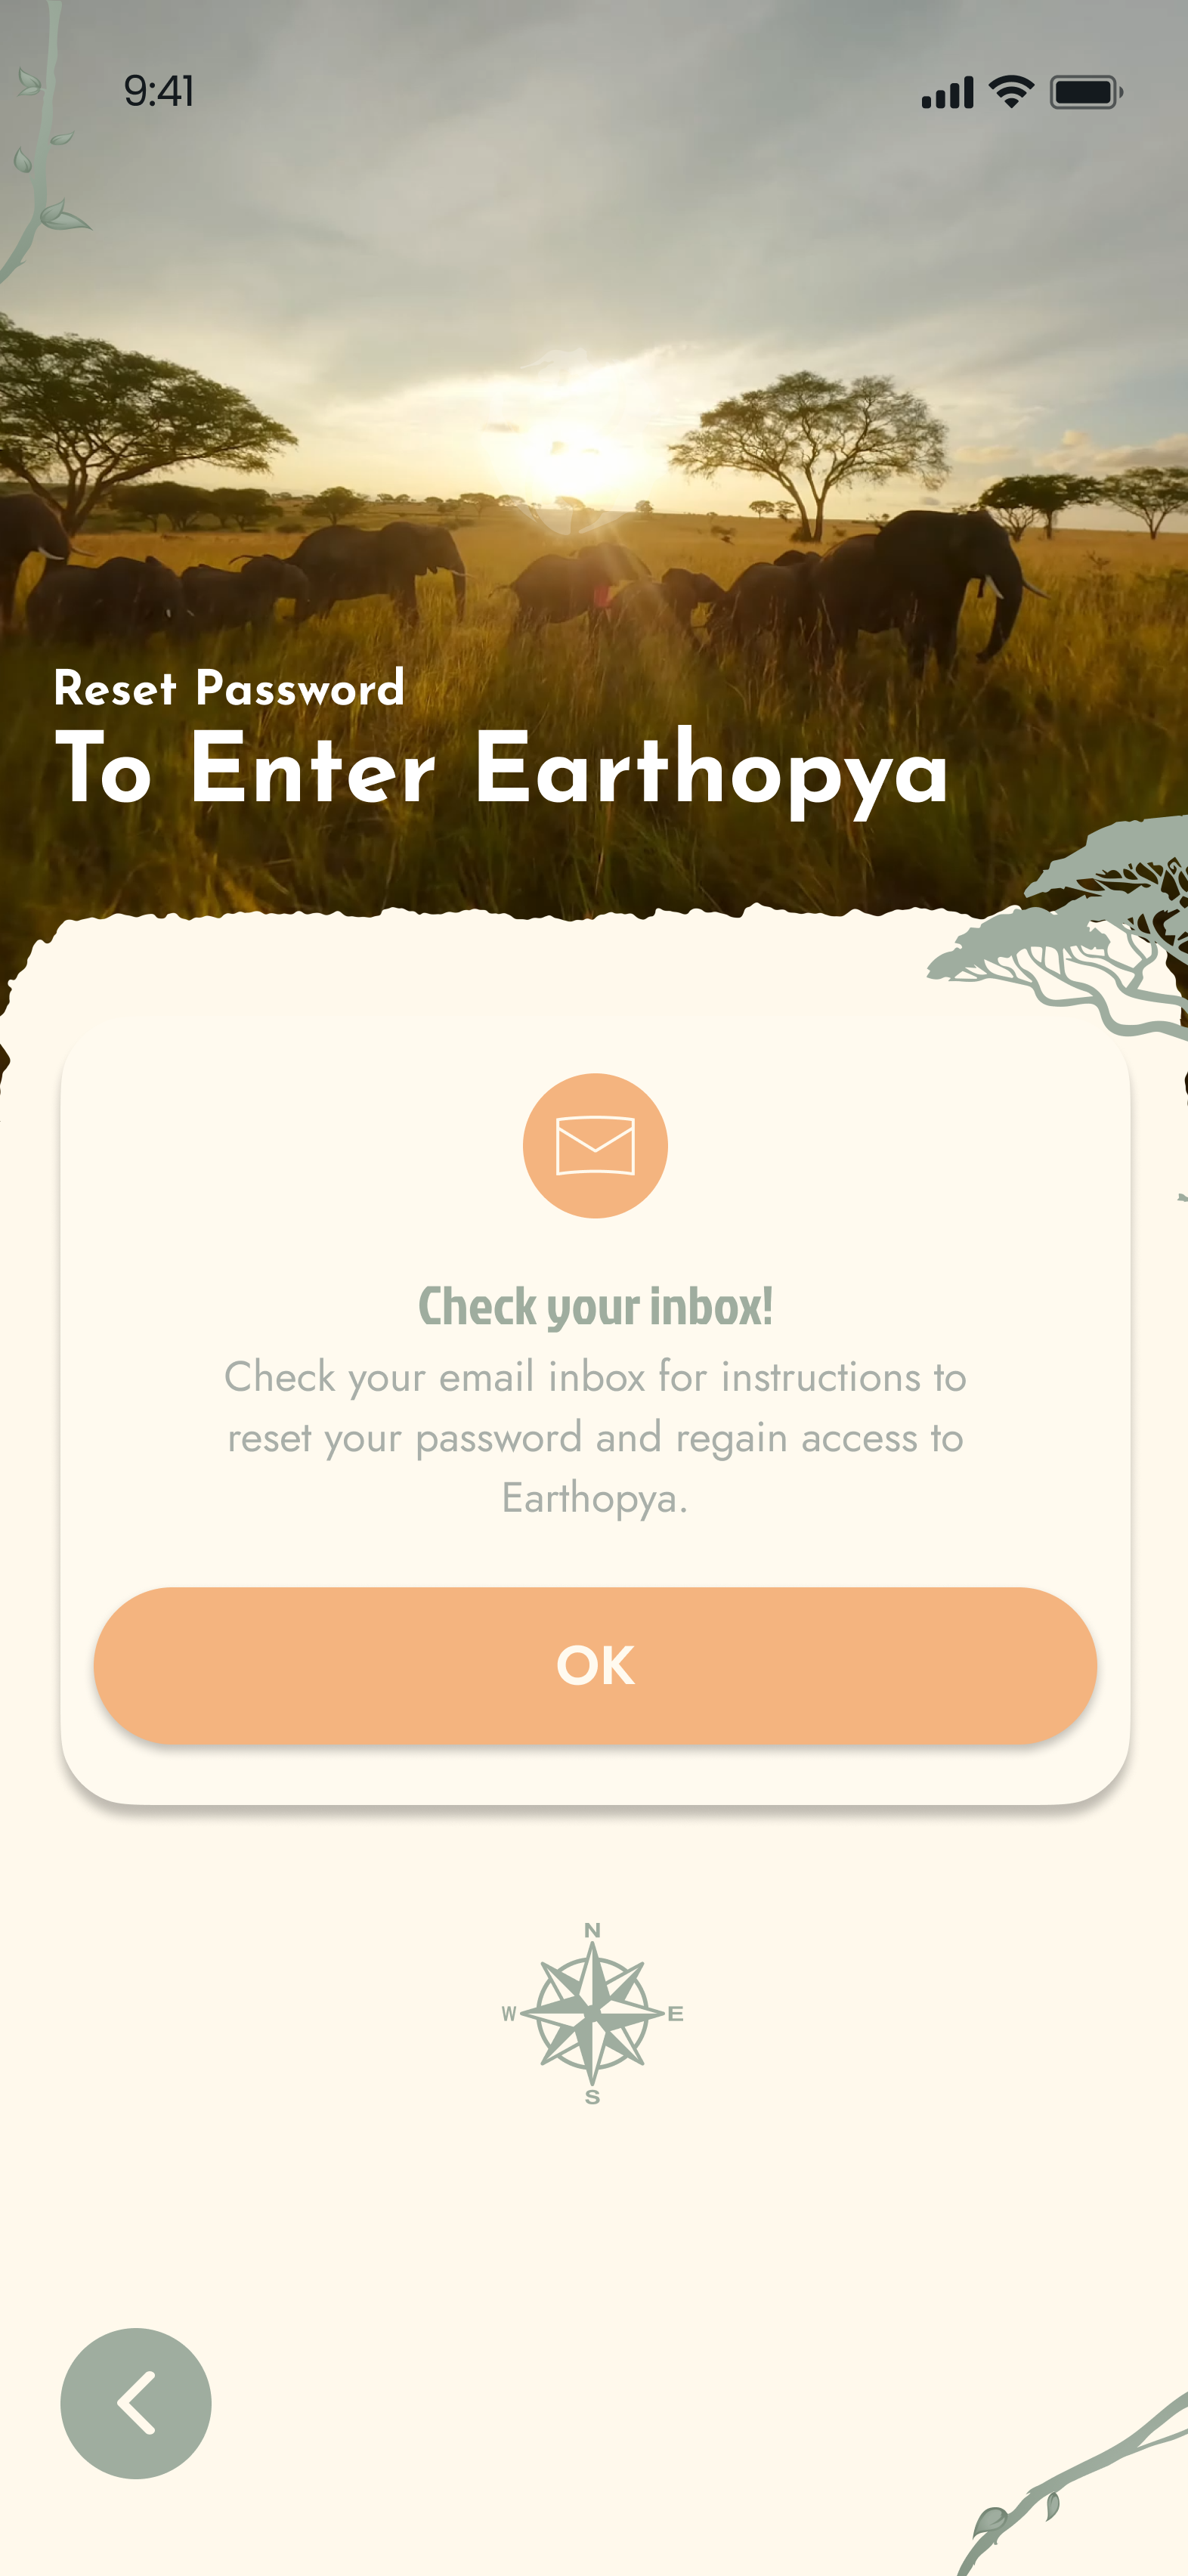 9:41
Reset Password
To Enter Earthopya
Check your inbox!
Check your email inbox for instructions to
reset your password and regain access to
Earthopya.
OK
N
W E
S